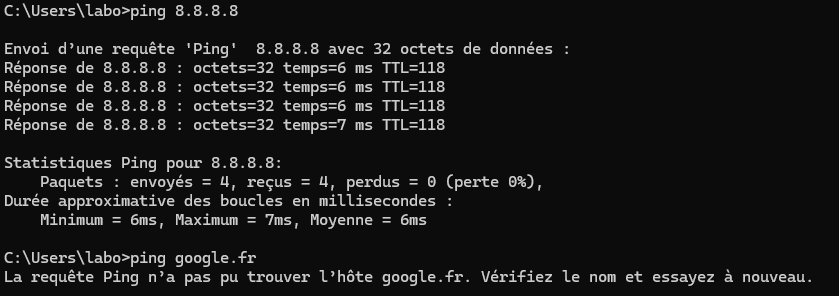 C:\Users\labo>ping 8.8.8.8
Envoi d’une requête 'Ping'  8.8.8.8 avec 32 octets de données :
Réponse de 8.8.8.8 : octets=32 temps=6 ms TTL=118
Réponse de 8.8.8.8 : octets=32 temps=6 ms TTL=118
Réponse de 8.8.8.8 : octets=32 temps=6 ms TTL=118
Réponse de 8.8.8.8 : octets=32 temps=7 ms TTL=118
Statistiques Ping pour 8.8.8.8:
    Paquets : envoyés = 4, reçus = 4, perdus = 0 (perte 0%),
Durée approximative des boucles en millisecondes :
    Minimum = 6ms, Maximum = 7ms, Moyenne = 6ms
C:\Users\labo>ping google.fr
La requête Ping n’a pas pu trouver l’hôte google.fr. Vérifiez le nom et essayez à nouveau.